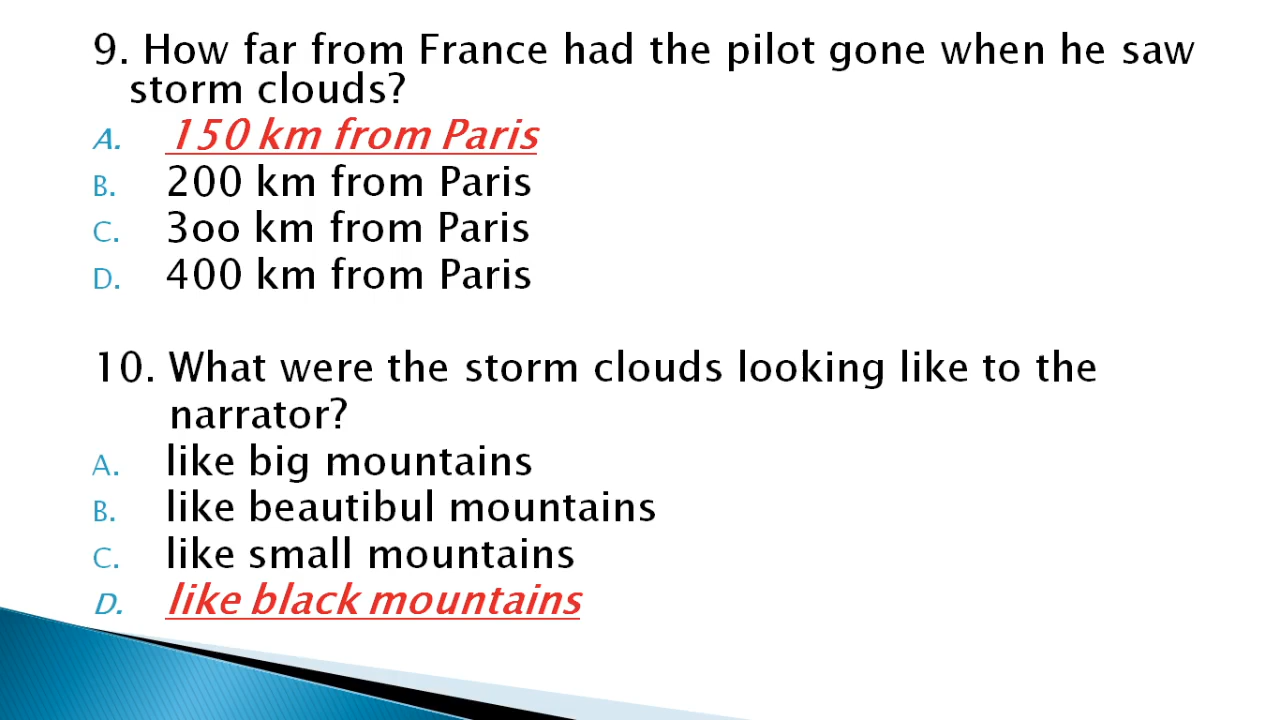 9. How far from France had the pilot gone when he saw
storm clouds?
A. 150 km from Paris
B. 200 km from Paris
C. 3oo km from Paris
D. 400 km from Paris
10. What were the storm clouds looking like to the
narrator?
A. like big mountains
B. like beautibul mountains
C. like small mountains
D. like black mountains